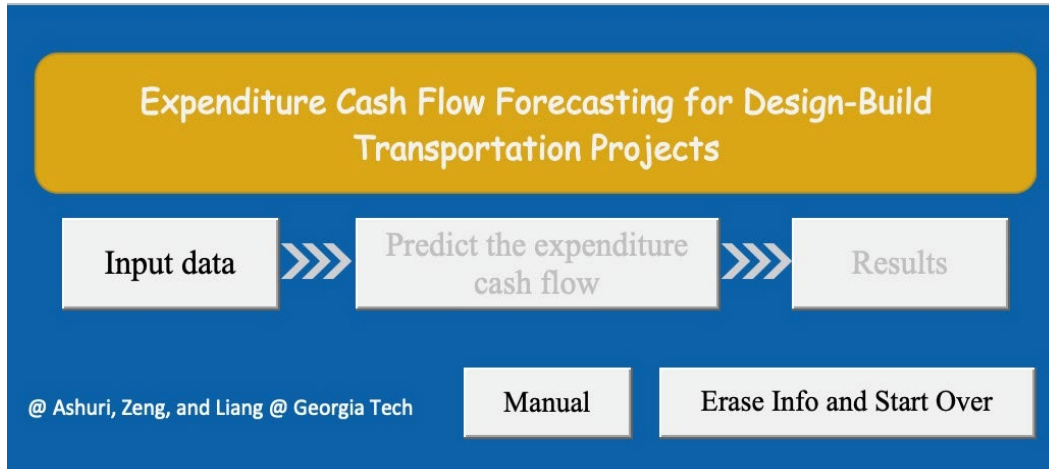 Expenditure Cash Flow Forecasting for Design-Build
Transportation Projects
Input data
Predict the expenditure
cash flow
Results
@ Ashuri, Zeng, and Liang @ Georgia Tech
Manual
Erase Info and Start Over